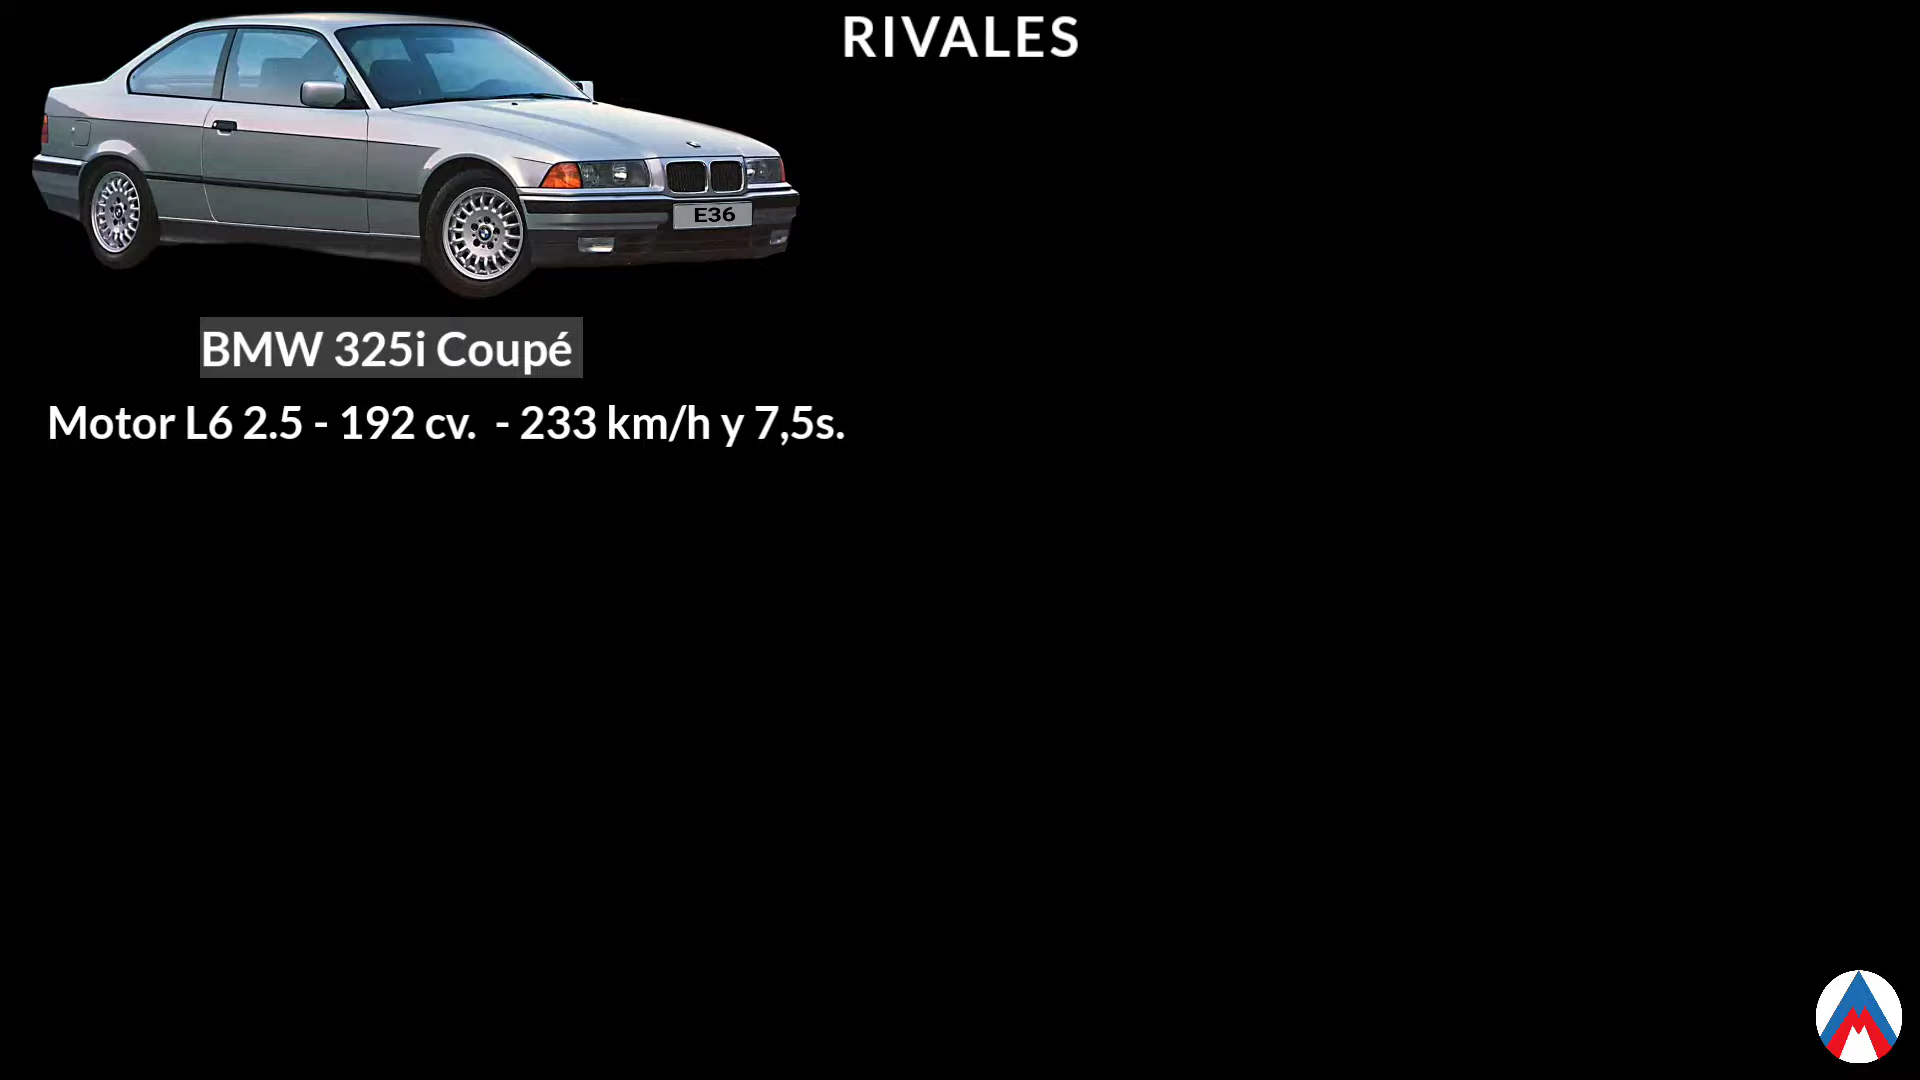 RIVALES
E36
BMW 325i Coupé
Motor L6 2.5 - 192 cv. - 233 km/h y 7,5s.